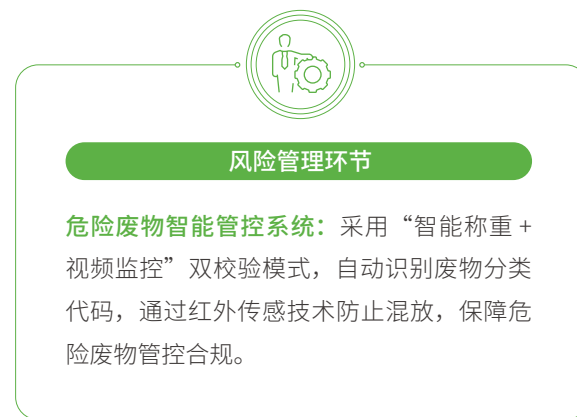 风险管理环节
危险废物智能管控系统：采用“智能称重 +
视频监控”双校验模式，自动识别废物分类
代码，通过红外传感技术防止混放，保障危
险废物管控合规。